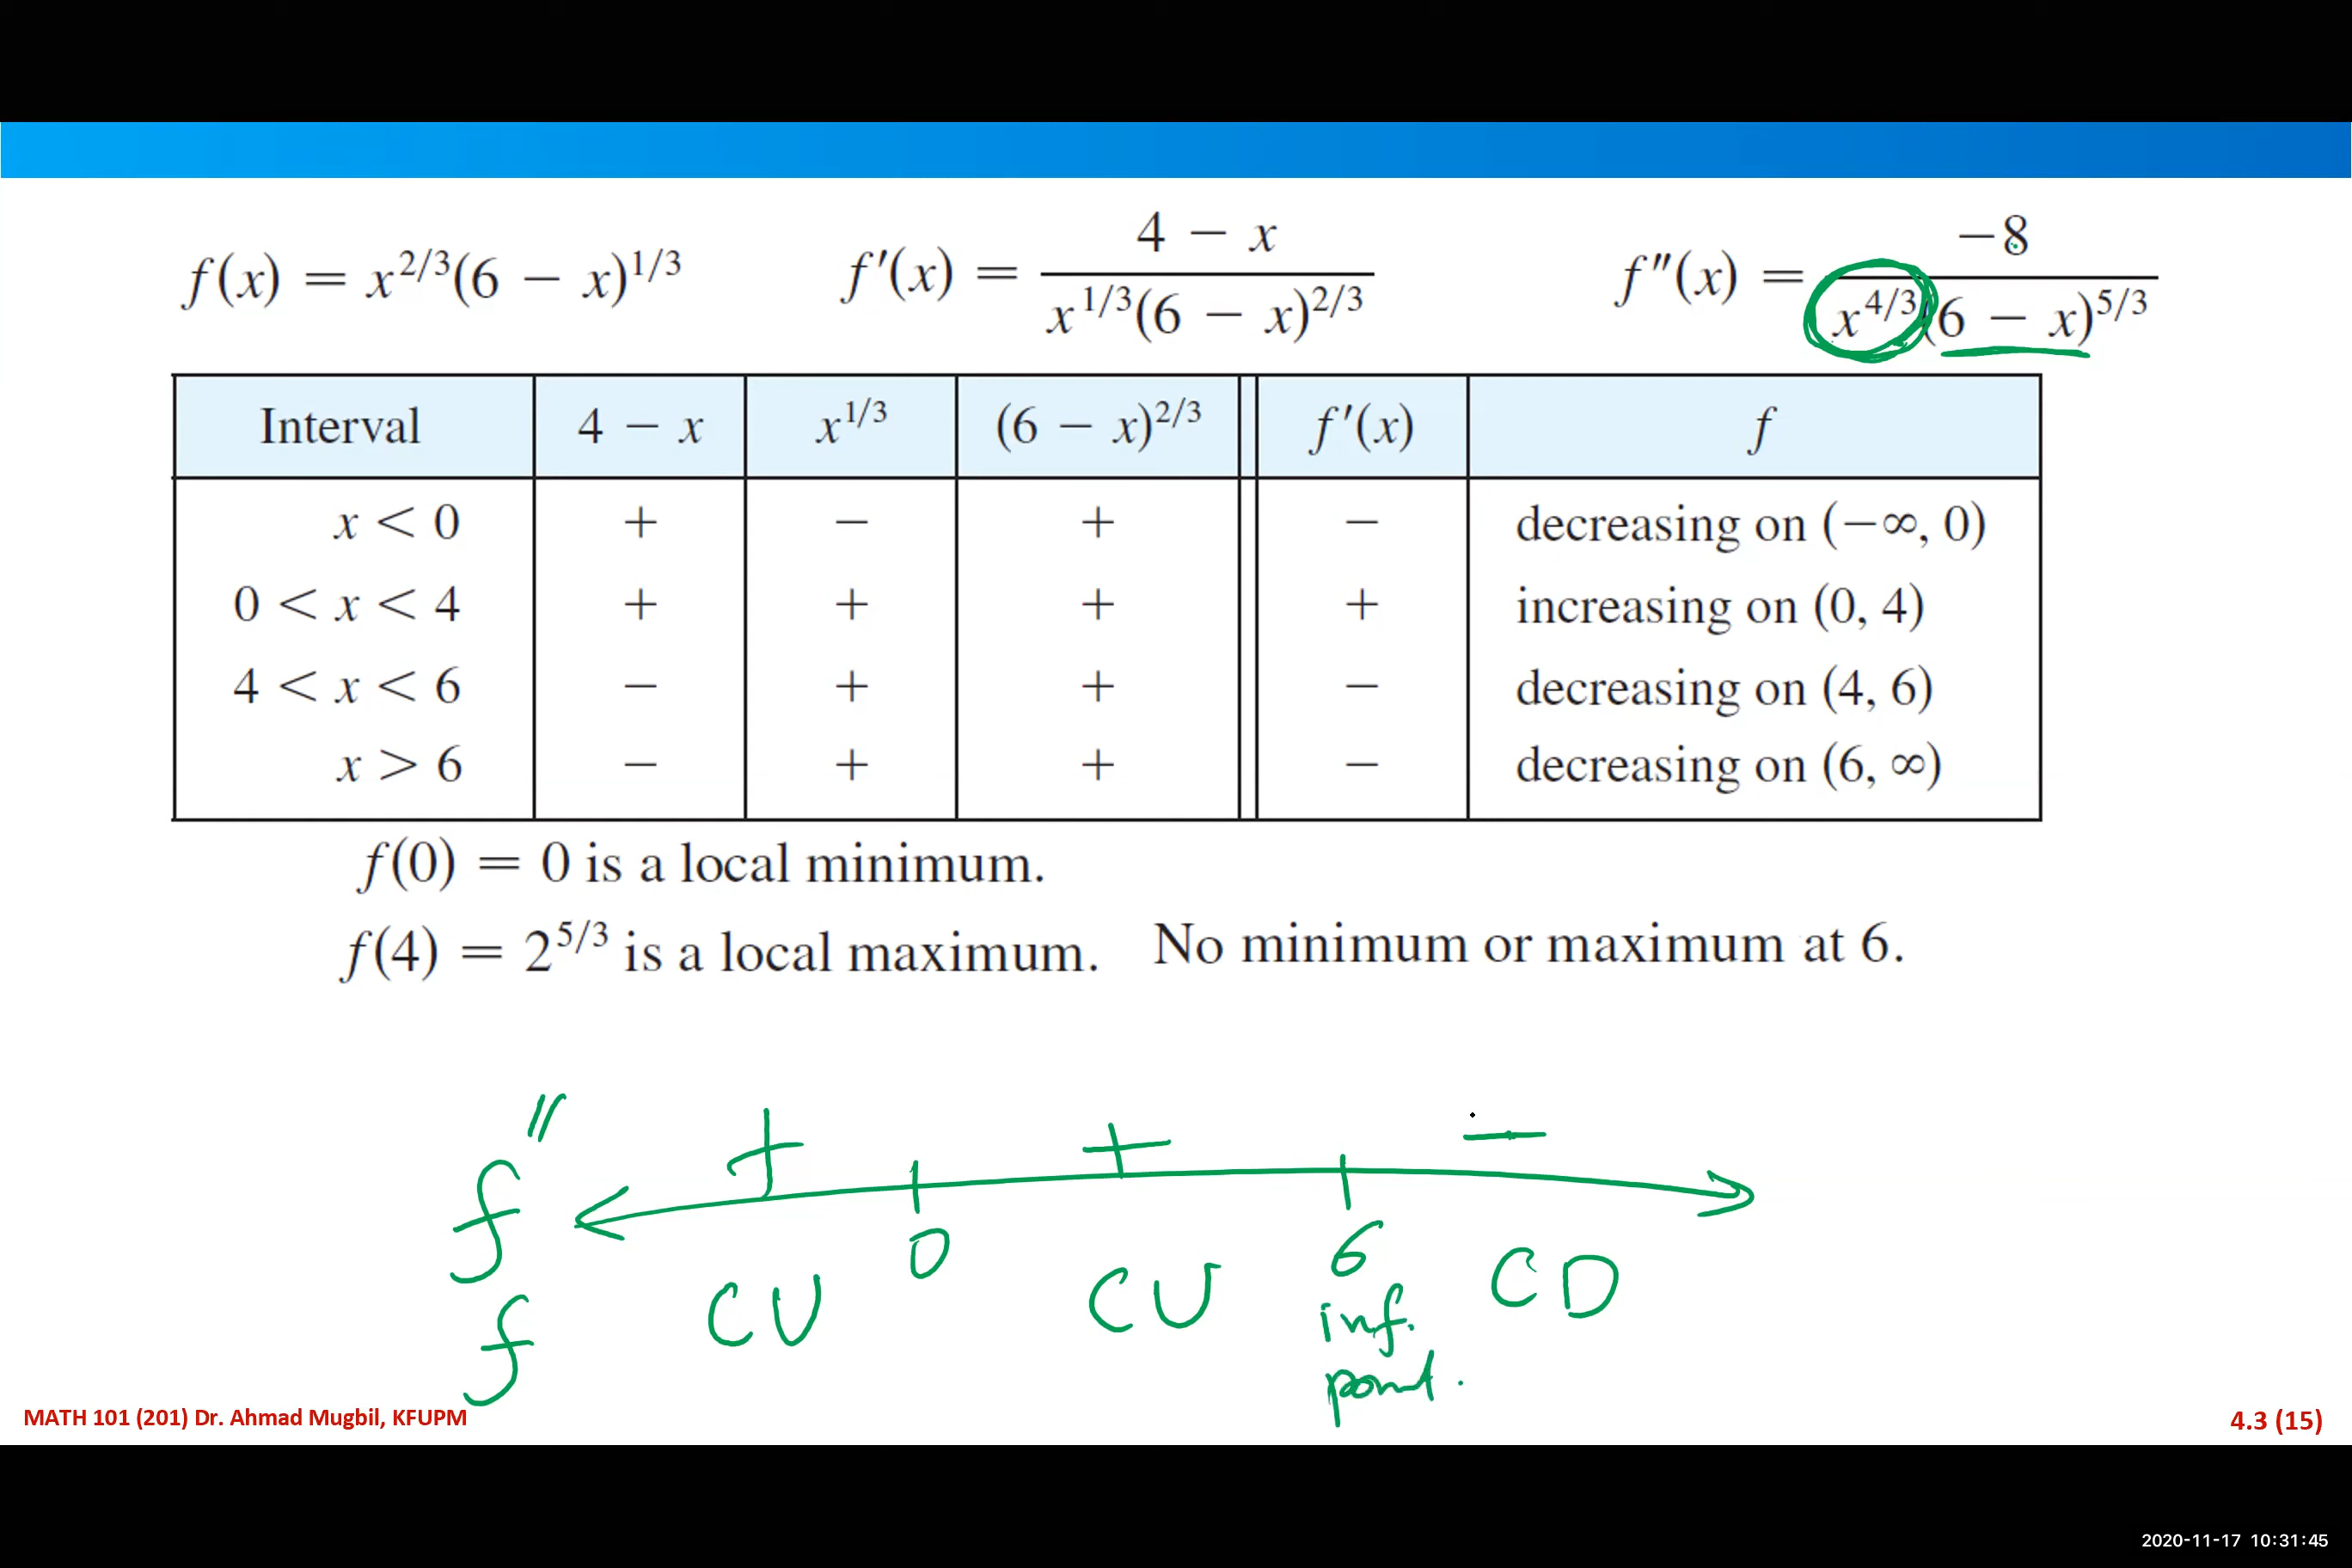 f(x) = x^{2/3}(6 − x)^{1/3}    f′(x) = (4 − x)/(x^{1/3}(6 − x)^{2/3})    f″(x) = −8/(x^{4/3}(6 − x)^{5/3})
Interval    4 − x    x^{1/3}    (6 − x)^{2/3}    f′(x)    f
x < 0    +    −    +    −    decreasing on (−∞, 0)
0 < x < 4    +    +    +    +    increasing on (0, 4)
4 < x < 6    −    +    +    −    decreasing on (4, 6)
x > 6    −    +    +    −    decreasing on (6, ∞)
f(0) = 0 is a local minimum.
f(4) = 2^{5/3} is a local maximum.    No minimum or maximum at 6.
f″    +    +    −
0    6
f    CU    CU    CD
inf.
point.
MATH 101 (201) Dr. Ahmad Mugbil, KFUPM    4.3 (15)
2020-11-17 10:31:45